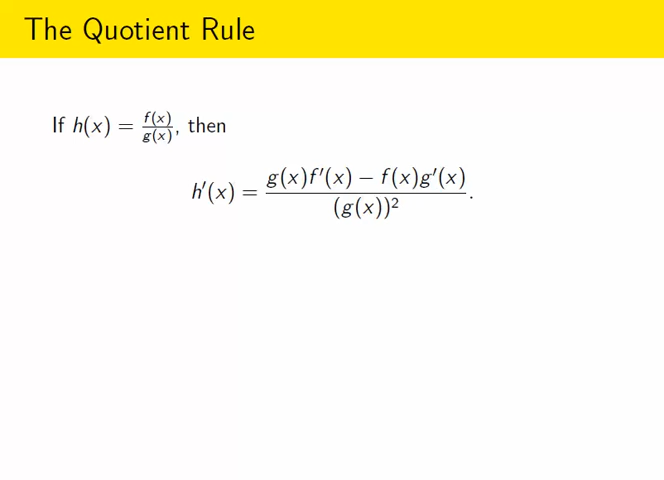 The Quotient Rule
If h(x) = f(x)/g(x), then
h′(x) = g(x)f′(x) − f(x)g′(x) / (g(x))².